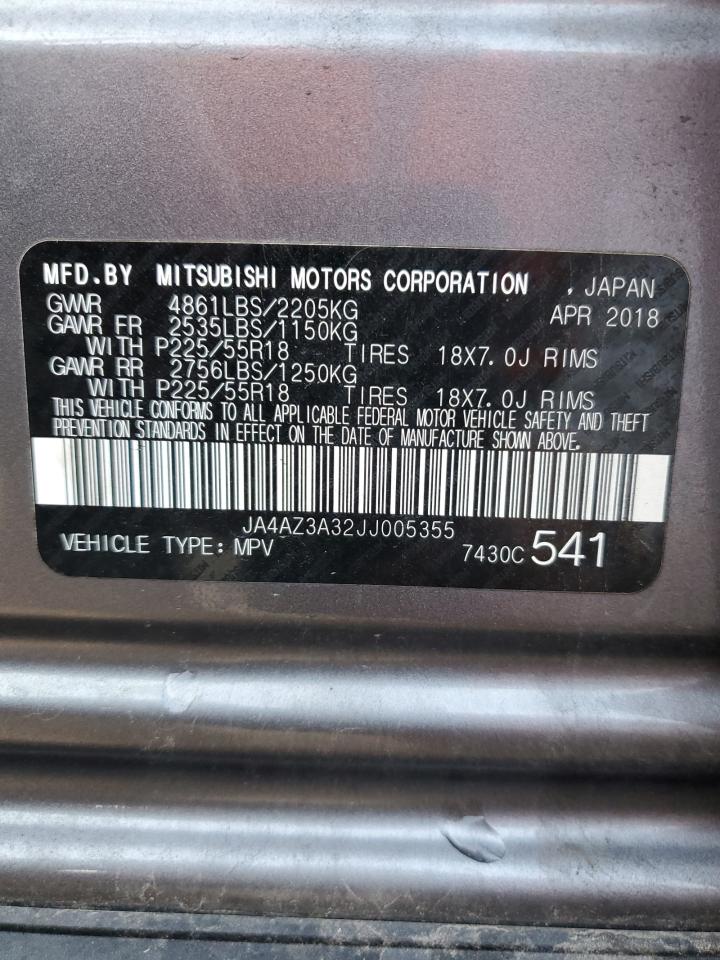 MFD.BY MITSUBISHI MOTORS CORPORATION , JAPAN
GVWR 4861LBS/2205KG APR 2018
GAWR FR 2535LBS/1150KG
WITH P225/55R18 TIRES 18X7.0J RIMS
GAWR RR 2756LBS/1250KG
WITH P225/55R18 TIRES 18X7.0J RIMS
THIS VEHICLE CONFORMS TO ALL APPLICABLE FEDERAL MOTOR VEHICLE SAFETY AND THEFT
PREVENTION STANDARDS IN EFFECT ON THE DATE OF MANUFACTURE SHOWN ABOVE.
JA4AZ3A32JJ005355
VEHICLE TYPE: MPV 7430C 541